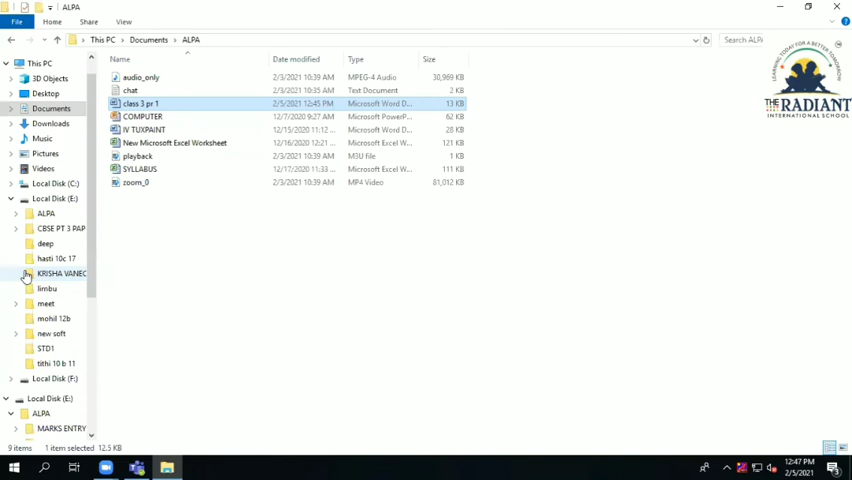 ALPA
File Home Share View
This PC Documents ALPA Search ALPA
Name Date modified Type Size
audio_only 2/3/2021 10:39 AM MPEG-4 Audio 30,969 KB
chat 2/3/2021 10:35 AM Text Document 2 KB
class 3 pr 1 2/5/2021 12:45 PM Microsoft Word D... 13 KB
COMPUTER 12/7/2020 9:27 AM Microsoft PowerP... 62 KB
IV TUXPAINT 12/15/2020 11:12 ... Microsoft Word D... 28 KB
New Microsoft Excel Worksheet 12/16/2020 12:21 ... Microsoft Excel W... 121 KB
playback 2/3/2021 10:39 AM M3U file 1 KB
SYLLABUS 12/17/2020 11:33 ... Microsoft Excel W... 111 KB
zoom_0 2/3/2021 10:39 AM MP4 Video 81,012 KB
This PC
3D Objects
Desktop
Documents
Downloads
Music
Pictures
Videos
Local Disk (C:)
Local Disk (E:)
ALPA
CBSE PT 3 PAP
deep
hasti 10c 17
KRISHA VANEC
limbu
meet
mohil 12b
new soft
STD1
tithi 10 b 11
Local Disk (F:)
Local Disk (E:)
ALPA
MARKS ENTRY
LEARNING TODAY FOR A BETTER TOMORROW
THE RADIANT
INTERNATIONAL SCHOOL
9 items 1 item selected 12.5 KB
12:47 PM
2/5/2021
3